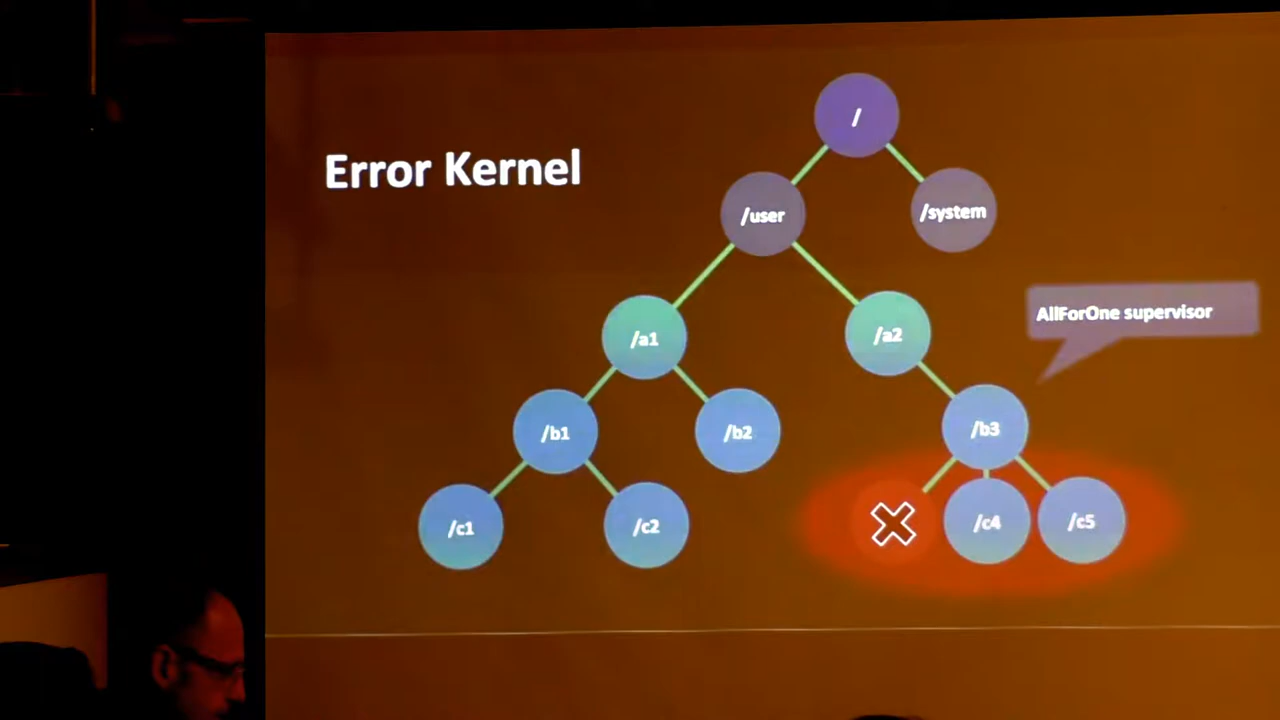 /
Error Kernel
/user
/system
AllForOne supervisor
/a1
/a2
/b1
/b2
/b3
/c1
/c2
/c4
/c5